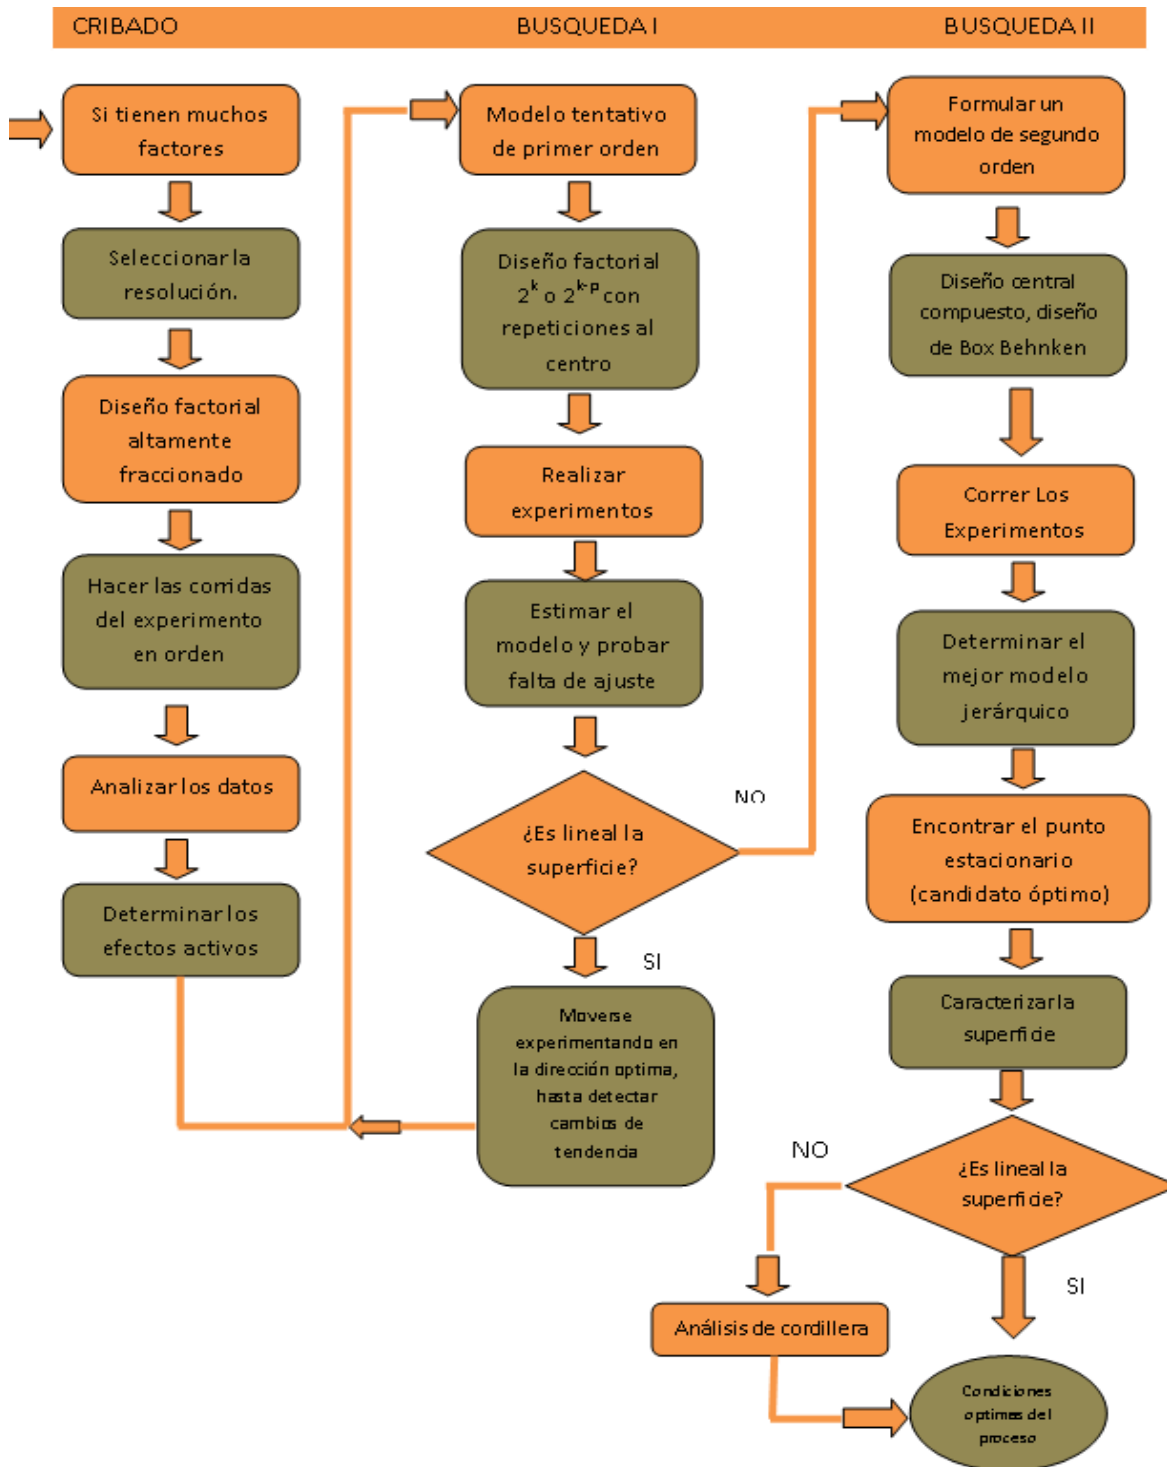 CRIBADO
BUSQUEDA I
BUSQUEDA II
Si tienen muchos
factores
Seleccionar la
resolución.
Diseño factorial
altamente
fraccionado
Hacer las corridas
del experimento
en orden
Analizar los datos
Determinar los
efectos activos
Modelo tentativo
de primer orden
Diseño factorial
2^k o 2^k-p con
repeticiones al
centro
Realizar
experimentos
Estimar el
modelo y probar
falta de ajuste
¿Es lineal la
superficie?
NO
SI
Moverse
experimentando en
la dirección optima,
hasta detectar
cambios de
tendencia
Formular un
modelo de segundo
orden
Diseño central
compuesto, diseño
de Box Behnken
Correr Los
Experimentos
Determinar el
mejor modelo
jerárquico
Encontrar el punto
estacionario
(candidato óptimo)
Caracterizar la
superficie
¿Es lineal la
superficie?
NO
SI
Análisis de cordillera
Condiciones
optimas del
proceso